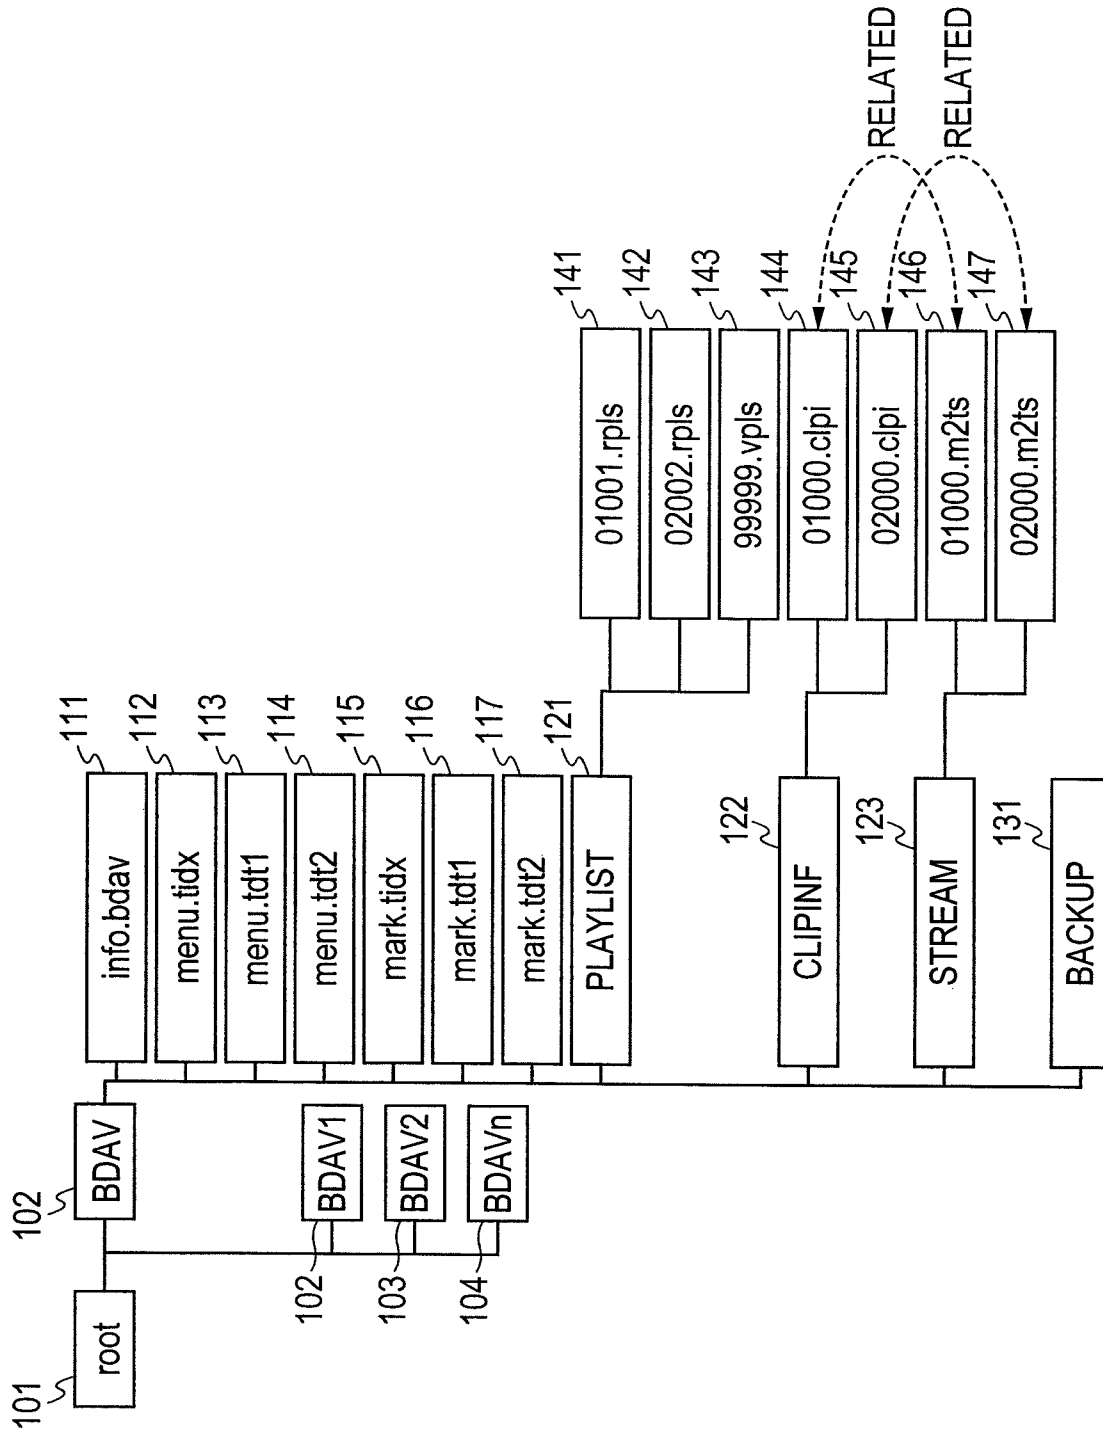 101
root
102
BDAV
102
BDAV1
103
BDAV2
104
BDAVn
111
info.bdav
112
menu.tidx
113
menu.tdt1
114
menu.tdt2
115
mark.tidx
116
mark.tdt1
117
mark.tdt2
121
PLAYLIST
122
CLIPINF
123
STREAM
131
BACKUP
141
01001.rpls
142
02002.rpls
143
99999.vpls
144
01000.clpi
145
02000.clpi
146
01000.m2ts
147
02000.m2ts
RELATED
RELATED